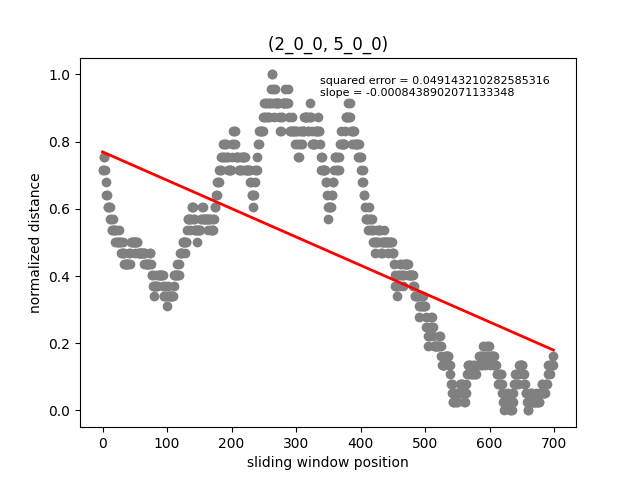 (2_0_0, 5_0_0)
squared error = 0.049143210282585316
slope = -0.0008438902071133348
normalized distance
1.0
0.8
0.6
0.4
0.2
0.0
0 100 200 300 400 500 600 700
sliding window position